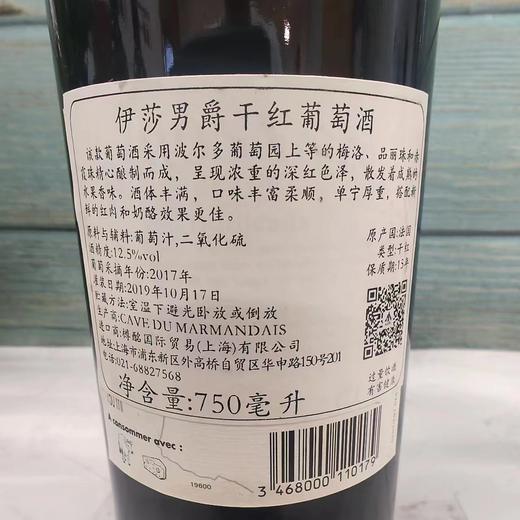 伊莎男爵干红葡萄酒
该款葡萄酒采用波尔多葡萄园上等的梅洛、品丽珠和赤
霞珠精心酿制而成，呈现浓重的深红色泽，散发着成熟的
水果香味。酒体丰满，口味丰富柔顺，单宁厚重，搭配新
鲜的红肉和奶酪效果更佳。
原料与辅料:葡萄汁,二氧化硫
酒精度:12.5%vol
葡萄采摘年份:2017年
灌装日期:2019年10月17日
贮藏方法:室温下避光卧放或倒放
生产商:CAVE DU MARMANDAIS
进口商:樽酩国际贸易(上海)有限公司
地址:上海市浦东新区外高桥自贸区华申路150号201
:021-68827568
原产国:法国
类型:干红
保质期:15年
过量饮酒
有害健康
净含量:750毫升
À consommer avec :
19600
3 468000 110179